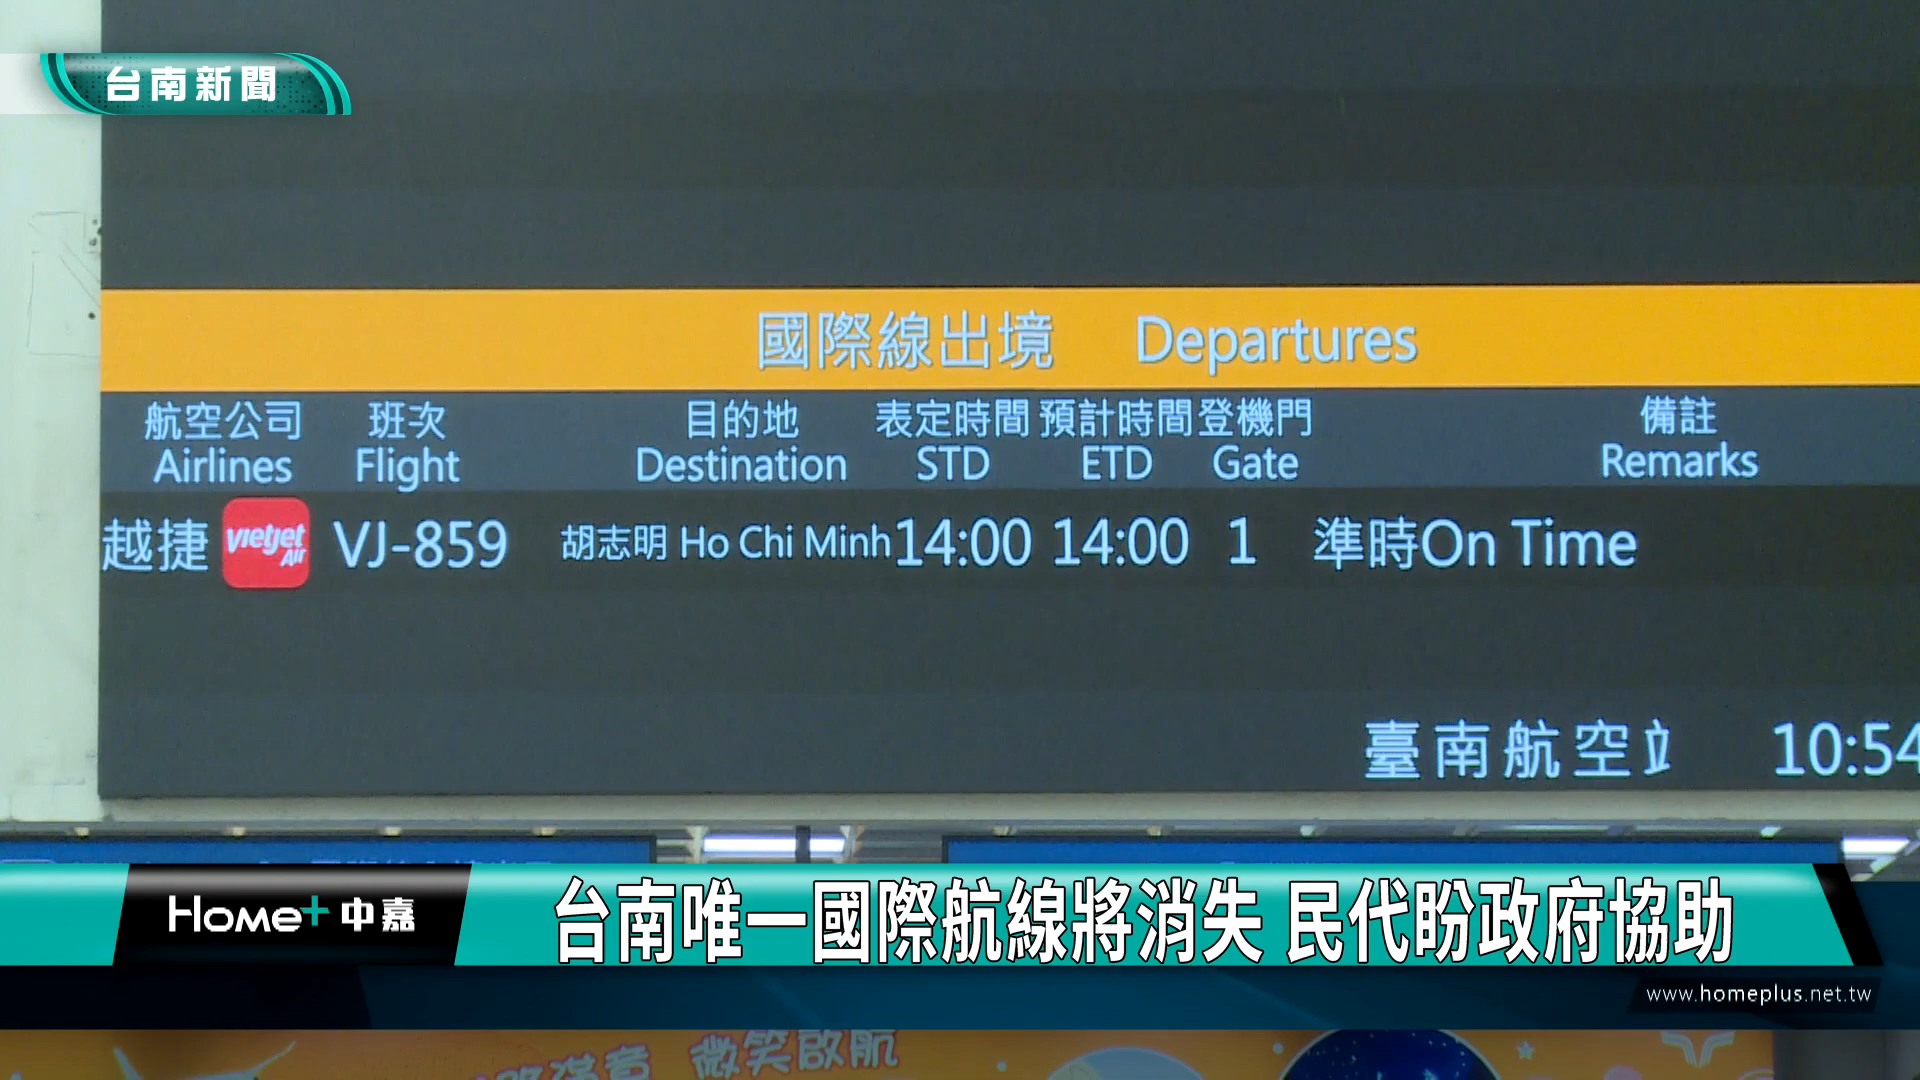 台南新聞
國際線出境 Departures
航空公司 班次 目的地 表定時間 預計時間 登機門 備註
Airlines Flight Destination STD ETD Gate Remarks
越捷 vietjet Air VJ-859 胡志明 Ho Chi Minh 14:00 14:00 1 準時On Time
臺南航空 10:54
Home+ 中嘉 台南唯一國際航線將消失 民代盼政府協助
www.homeplus.net.tw
微笑啟航